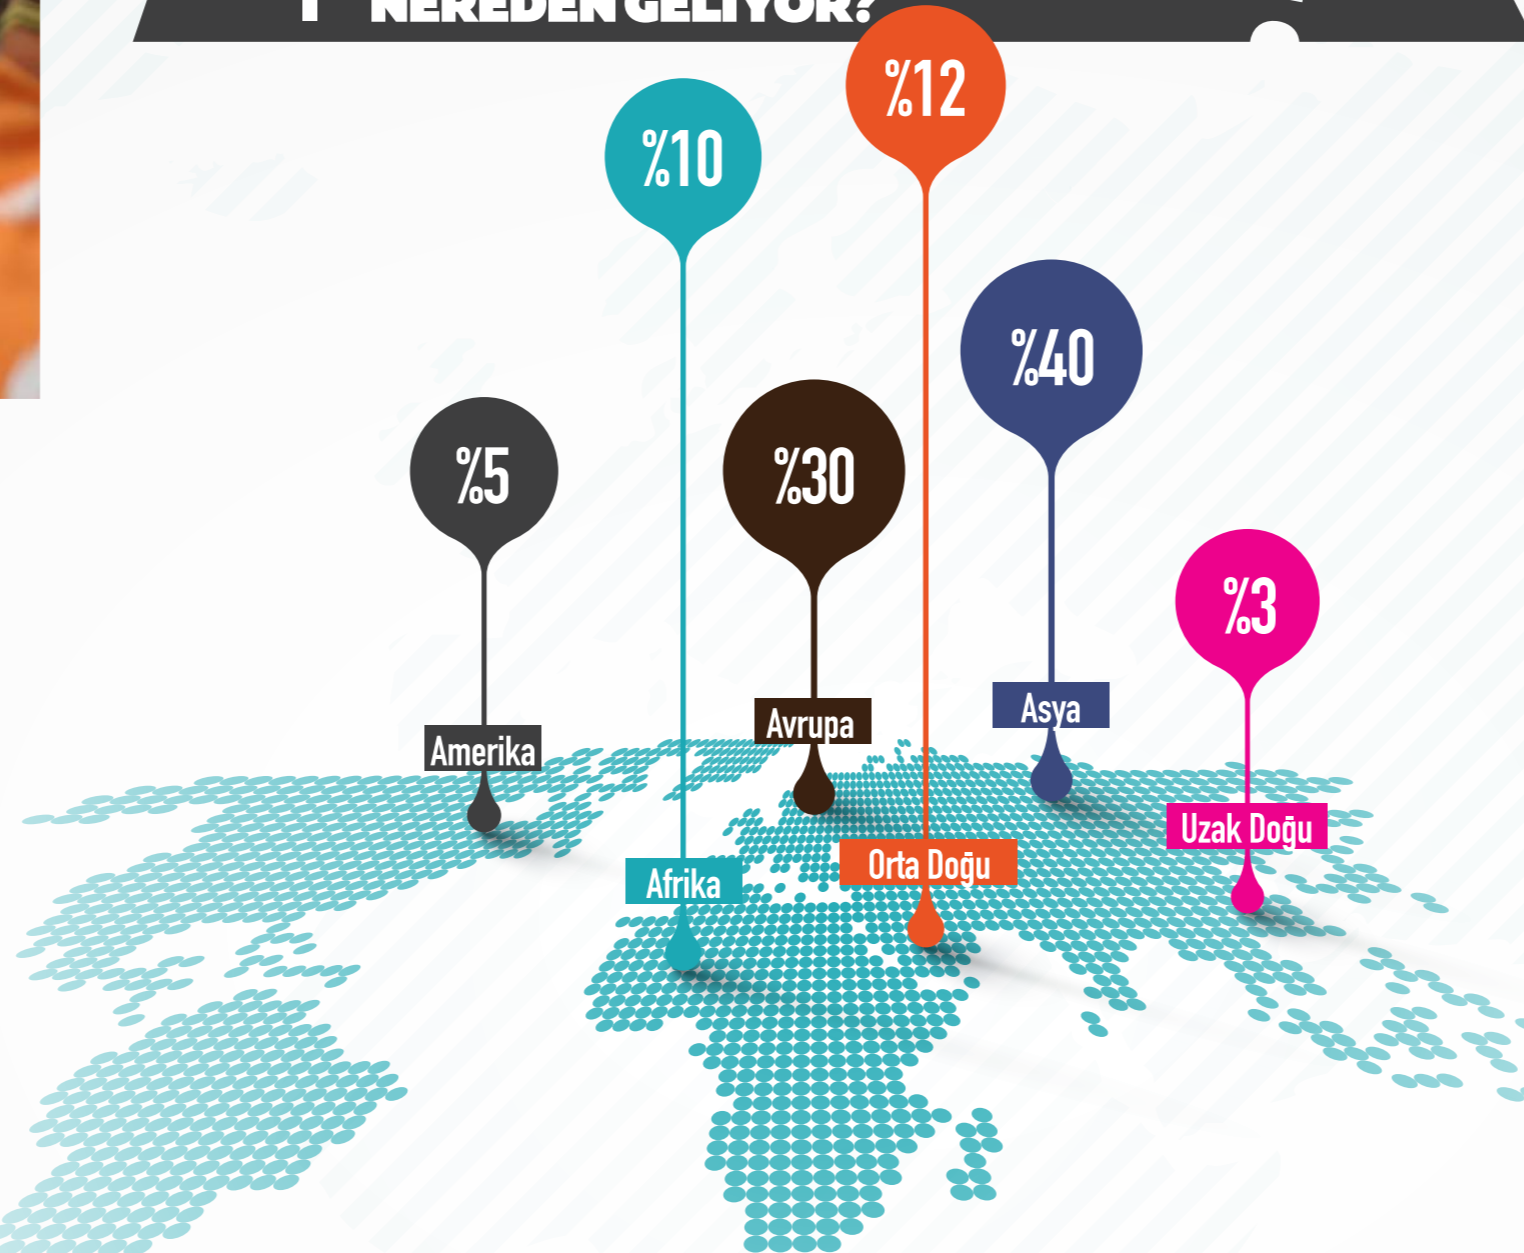 NEREDEN GELİYOR?
%12
%10
%40
%5
%30
%3
Asya
Avrupa
Amerika
Uzak Doğu
Orta Doğu
Afrika